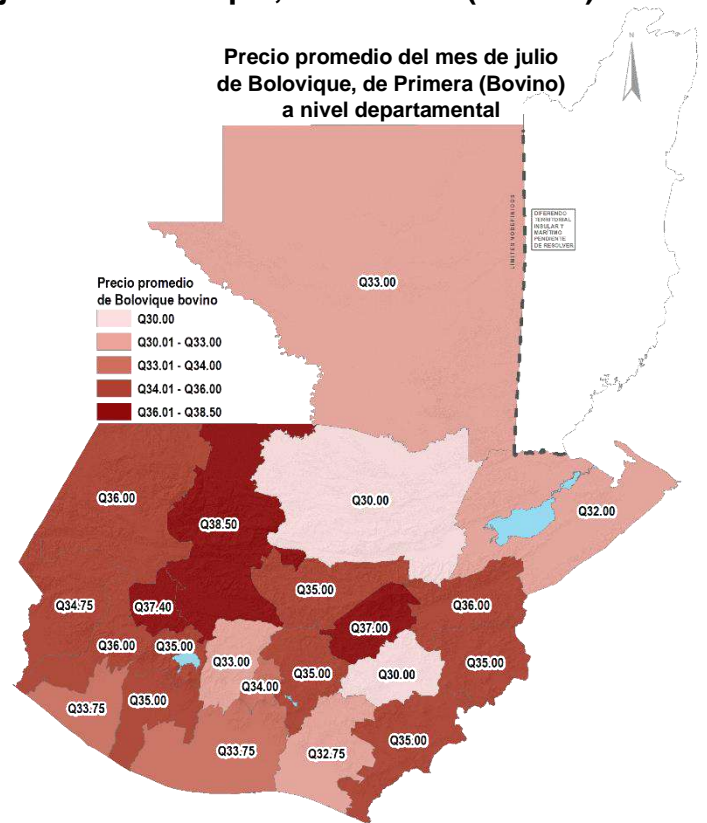 Precio promedio del mes de julio
de Bolovique, de Primera (Bovino)
a nivel departamental
N
LÍMITES NO DEFINIDOS
DIFERENDO
TERRITORIAL
INSULAR Y
MARÍTIMO
PENDIENTE
DE RESOLVER
Q33.00
Precio promedio
de Bolovique bovino
Q30.00
Q30.01 - Q33.00
Q33.01 - Q34.00
Q34.01 - Q36.00
Q36.01 - Q38.50
Q36.00
Q38.50
Q30.00
Q32.00
Q34.75
Q37.40
Q35.00
Q36.00
Q37.00
Q36.00
Q35.00
Q33.00
Q35.00
Q30.00
Q35.00
Q33.75
Q35.00
Q34.00
Q33.75
Q32.75
Q35.00